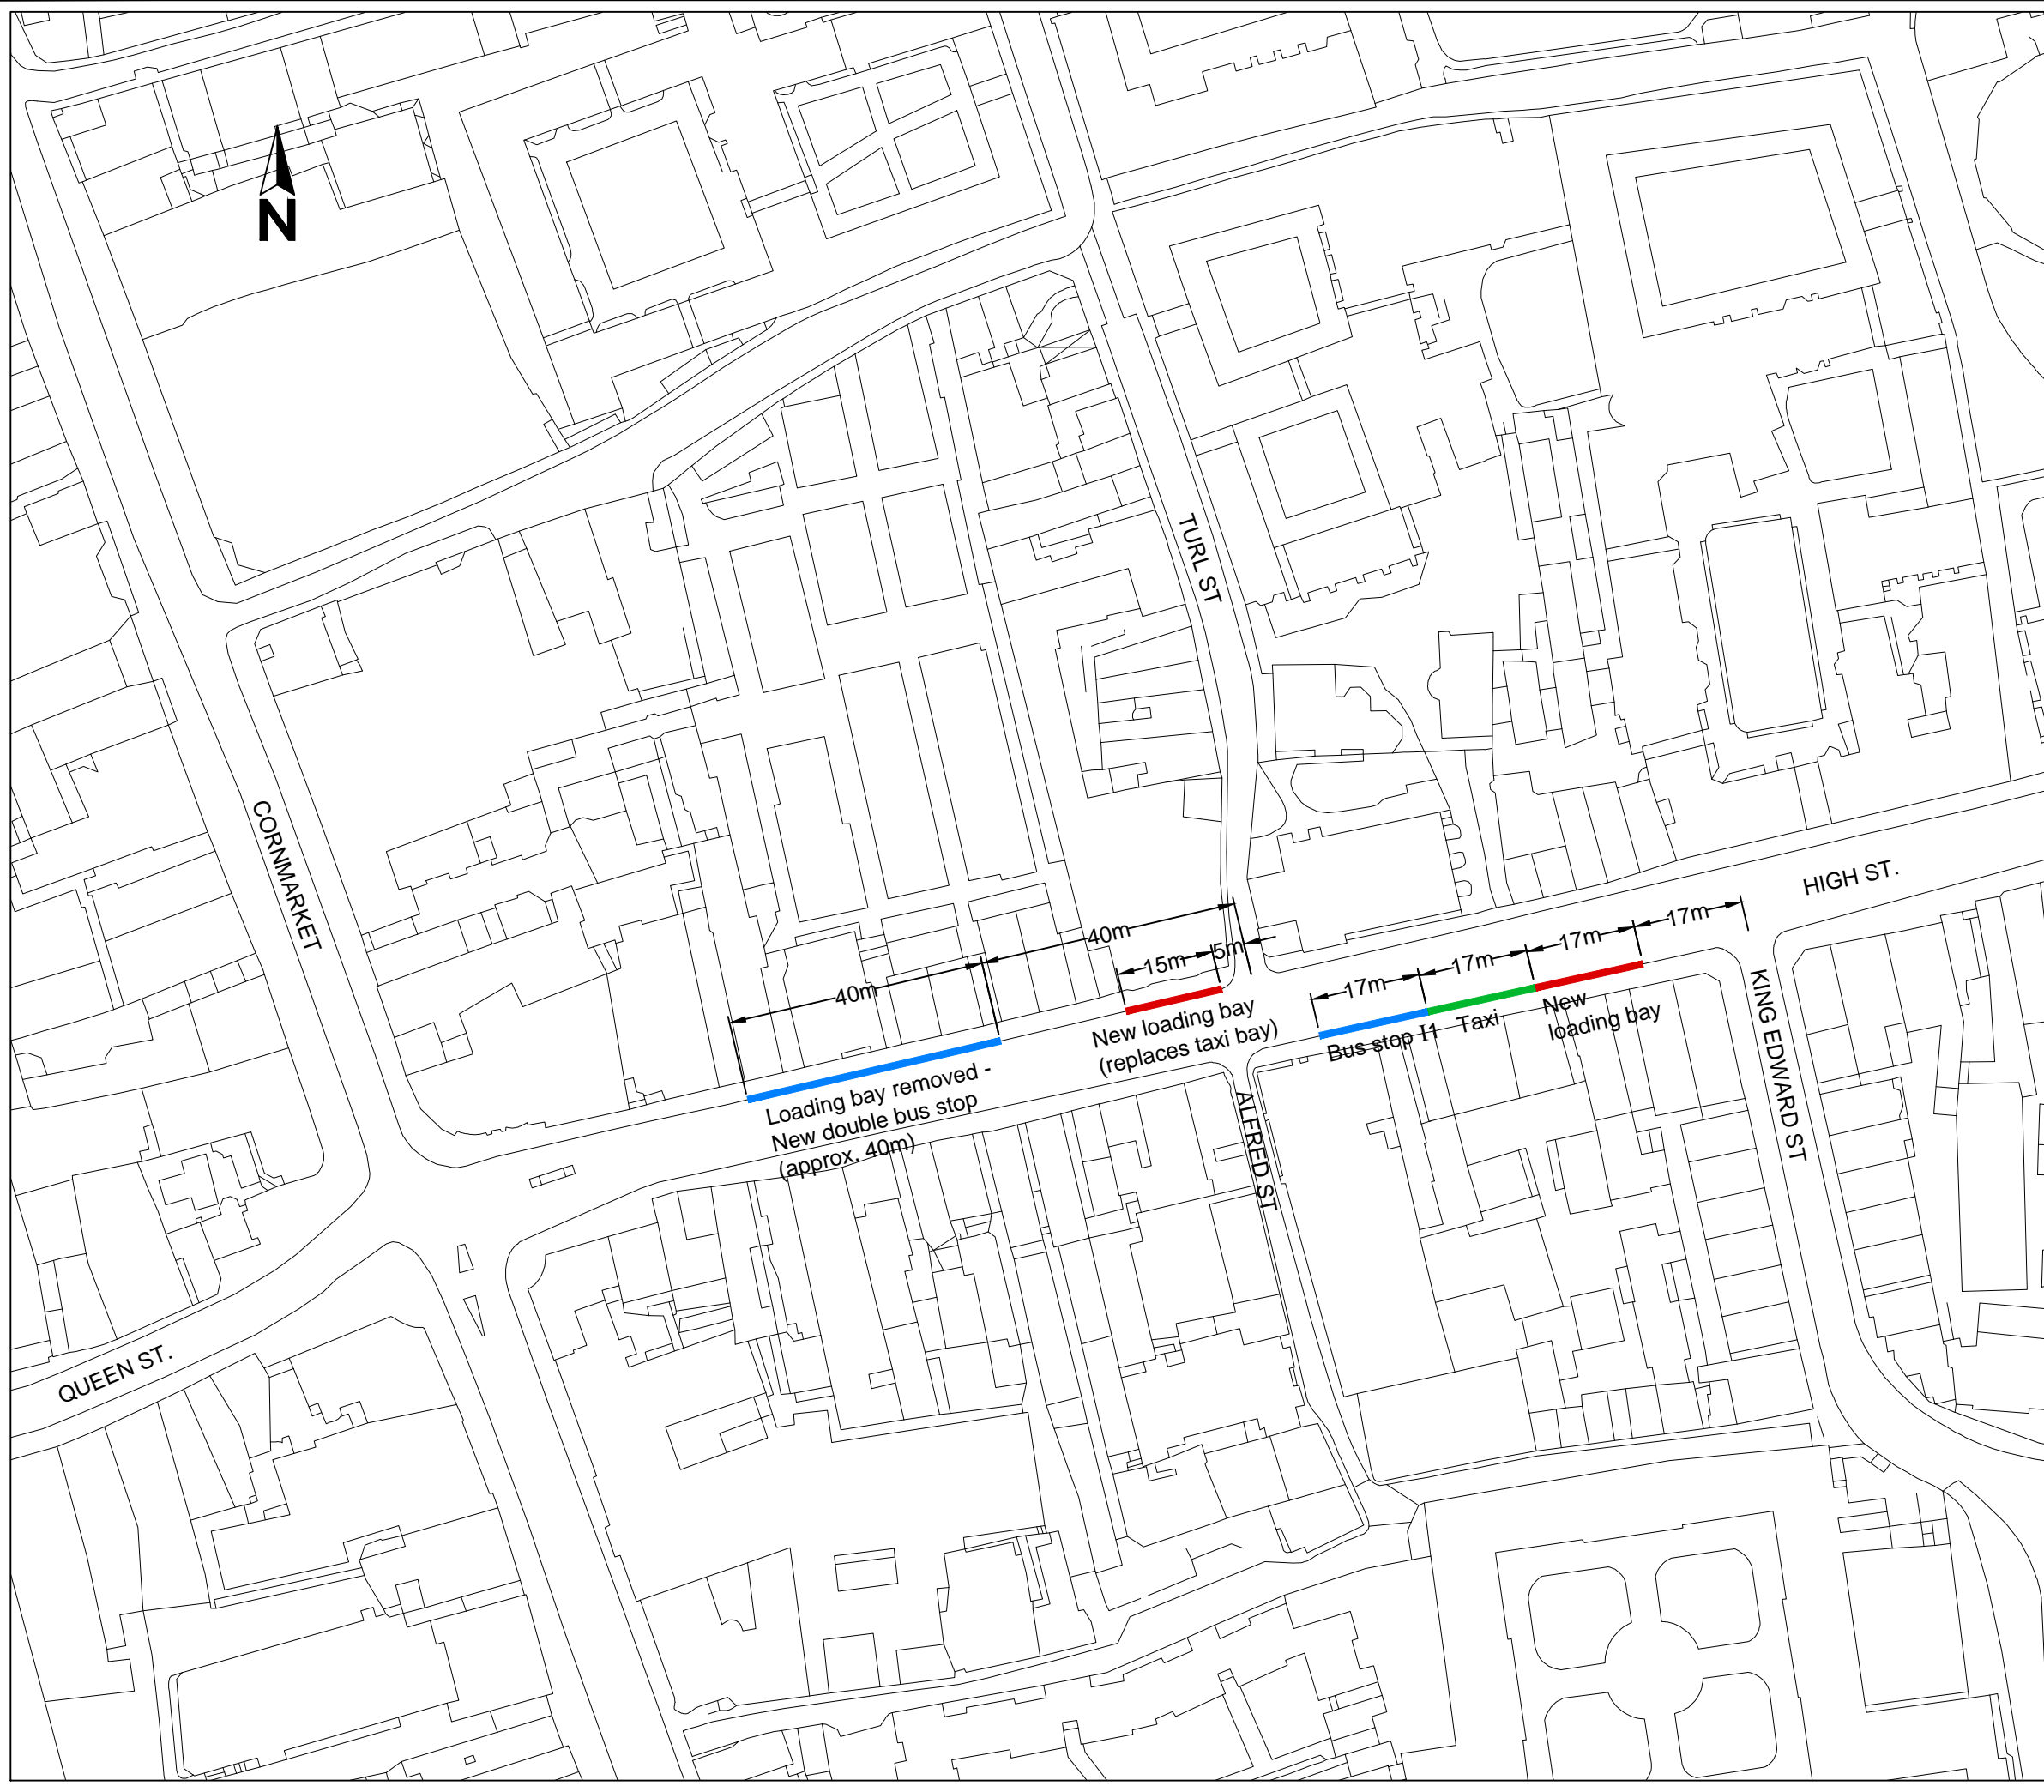 N
TURL ST
CORNMARKET
HIGH ST.
40m
40m
15m
5m
17m
17m
17m
17m
New loading bay
(replaces taxi bay)
Bus stop I1
Taxi
New
loading bay
KING EDWARD ST
Loading bay removed -
New double bus stop
(approx. 40m)
ALFRED ST
QUEEN ST.